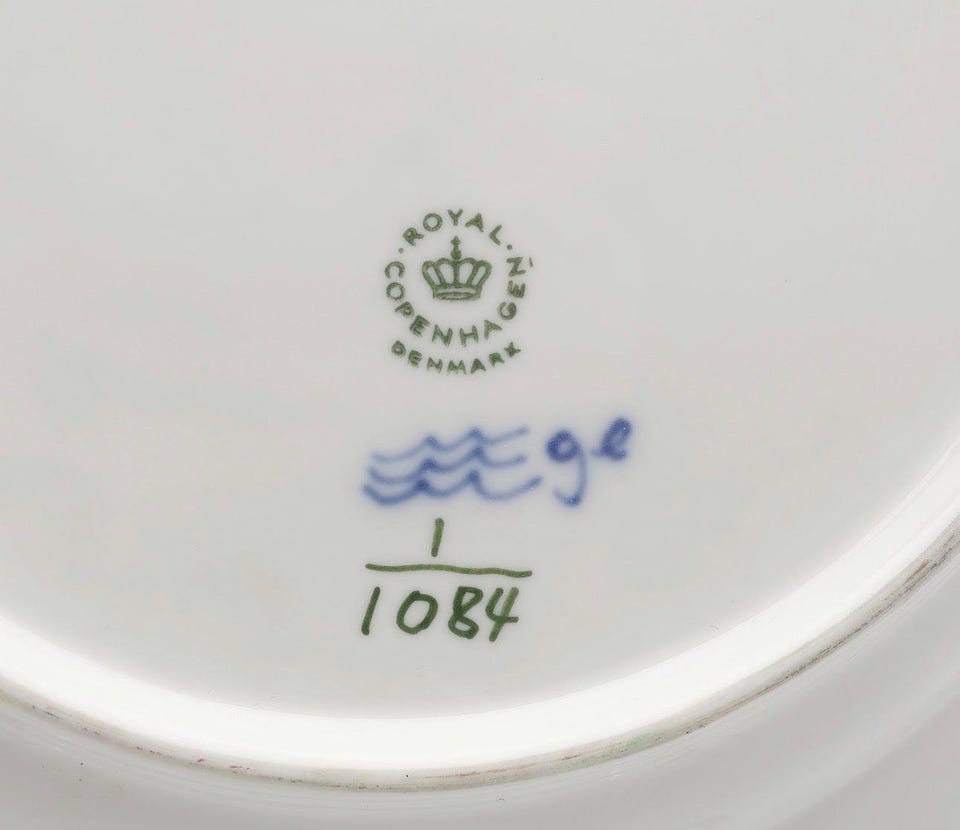 ROYAL
COPENHAGEN
DENMARK
ge
1
1084